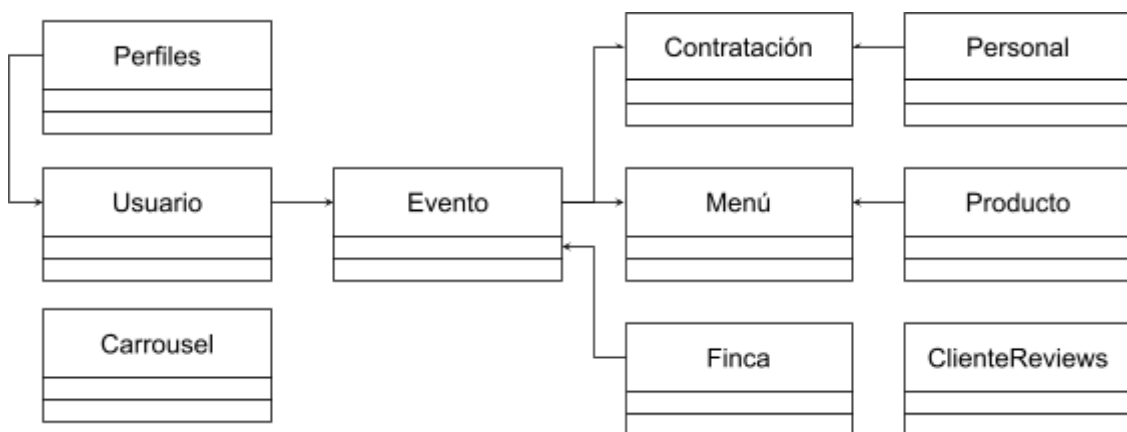 Perfiles
Contratación
Personal
Usuario
Evento
Menú
Producto
Carrousel
Finca
ClienteReviews